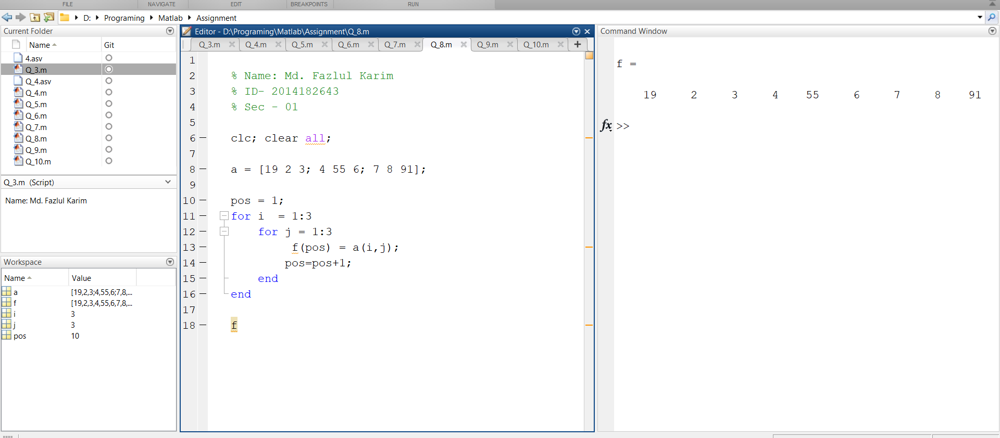 FILE NAVIGATE EDIT BREAKPOINTS RUN
D: Programing Matlab Assignment
Current Folder
Name Git
4.asv
Q_3.m
Q_4.asv
Q_4.m
Q_5.m
Q_6.m
Q_7.m
Q_8.m
Q_9.m
Q_10.m
Q_3.m (Script)
Name: Md. Fazlul Karim
Workspace
Name Value
a [19,2,3;4,55,6;7,8,...
f [19,2,3,4,55,6,7,8,...
i 3
j 3
pos 10
Editor - D:\Programing\Matlab\Assignment\Q_8.m
Q_3.m Q_4.m Q_5.m Q_6.m Q_7.m Q_8.m Q_9.m Q_10.m +
1
2 % Name: Md. Fazlul Karim
3 % ID- 2014182643
4 % Sec - 01
5
6 — clc; clear all;
7
8 — a = [19 2 3; 4 55 6; 7 8 91];
9
10 — pos = 1;
11 — for i  = 1:3
12 — for j = 1:3
13 — f(pos) = a(i,j);
14 — pos=pos+1;
15 — end
16 — end
17
18 — f
Command Window
f =
19 2 3 4 55 6 7 8 91
fx >>